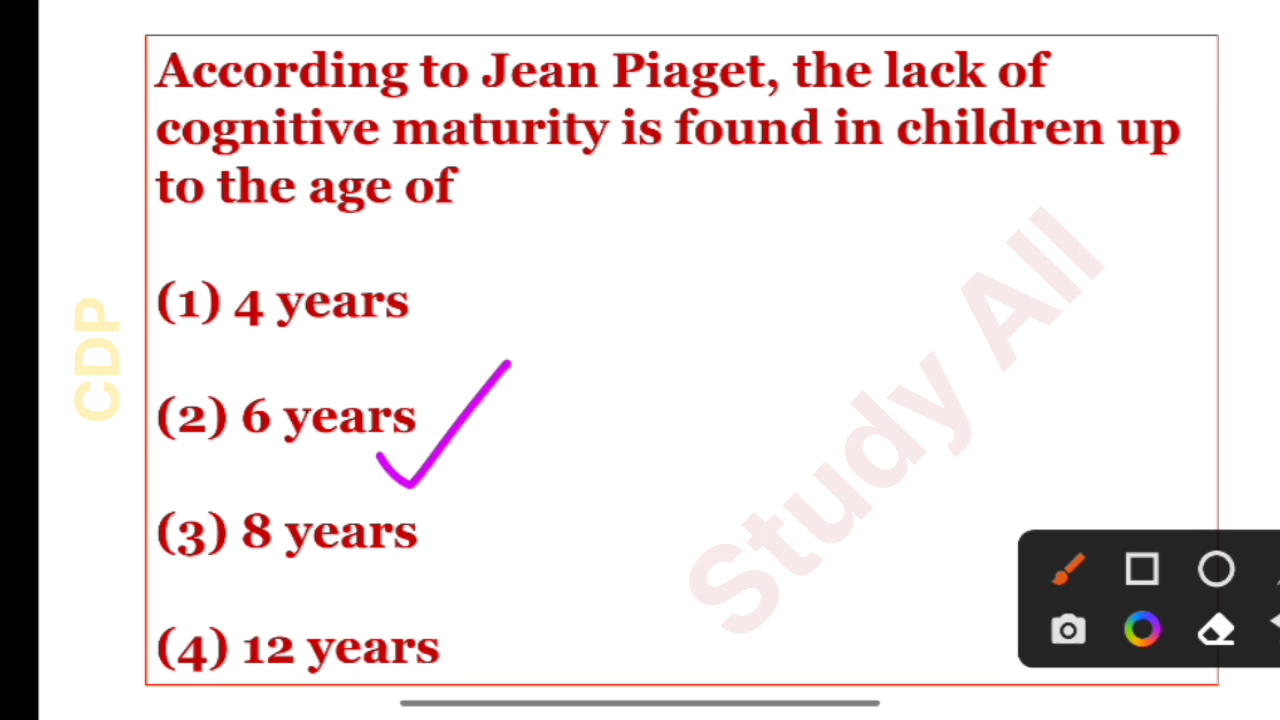 According to Jean Piaget, the lack of
cognitive maturity is found in children up
to the age of
(1) 4 years
(2) 6 years
(3) 8 years
(4) 12 years
CDP
Study All